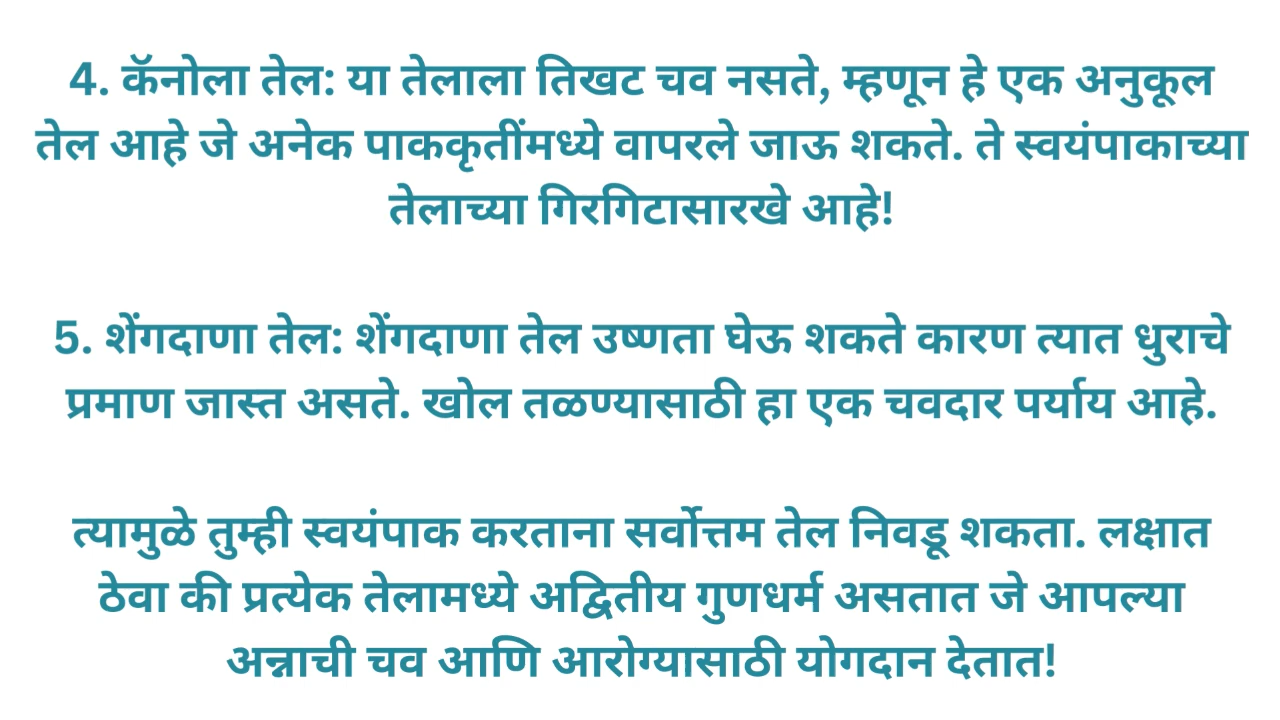 4. कॅनोला तेल: या तेलाला तिखट चव नसते, म्हणून हे एक अनुकूल
तेल आहे जे अनेक पाककृतींमध्ये वापरले जाऊ शकते. ते स्वयंपाकाच्या
तेलाच्या गिरगिटासारखे आहे!
5. शेंगदाणा तेल: शेंगदाणा तेल उष्णता घेऊ शकते कारण त्यात धुराचे
प्रमाण जास्त असते. खोल तळण्यासाठी हा एक चवदार पर्याय आहे.
त्यामुळे तुम्ही स्वयंपाक करताना सर्वोत्तम तेल निवडू शकता. लक्षात
ठेवा की प्रत्येक तेलामध्ये अद्वितीय गुणधर्म असतात जे आपल्या
अन्नाची चव आणि आरोग्यासाठी योगदान देतात!